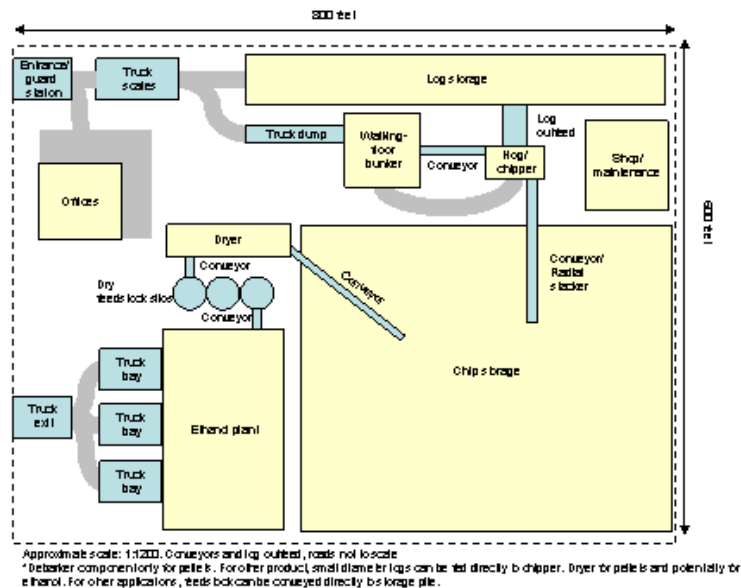 800 feet
Entrance/
guard
station
Truck
scales
Log storage
Truck dump
Walking-
floor
bunker
Conveyor
Log
outfeed
Hog/
chipper
Shop/
maintenance
Offices
600 feet
Dryer
Conveyor
Dry
feedstock silos
Conveyor
Conveyor
Conveyor/
Radial
stacker
Truck
bay
Truck
exit
Truck
bay
Truck
bay
Ethanol plant
Chip storage
Approximate scale: 1:1200. Conveyors and log outfeed, roads not to scale
* Debarker component only for pellets. For other product, small diameter logs can be fed directly to chipper. Dryer for pellets and potentially for
ethanol. For other applications, feedstock can be conveyed directly to storage pile.